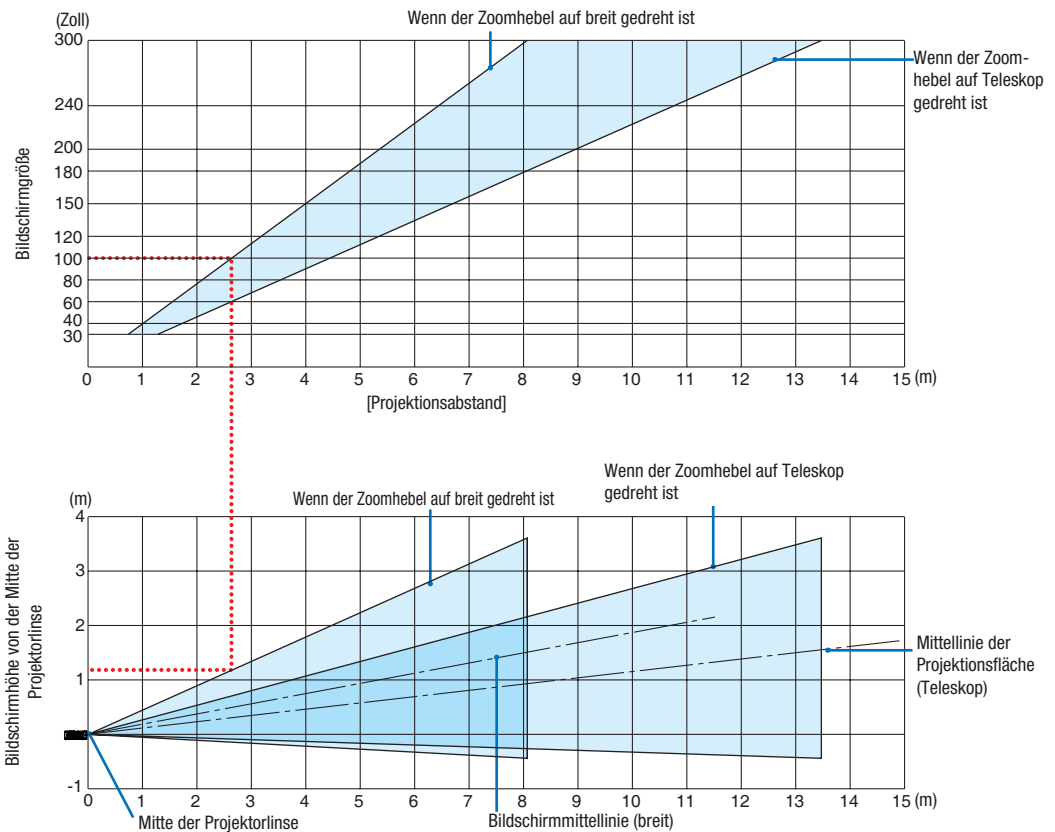 (Zoll)
Wenn der Zoomhebel auf breit gedreht ist
300
240
200
180
150
120
100
80
60
40
30
Bildschirmgröße
Wenn der Zoom-
hebel auf Teleskop
gedreht ist
0 1 2 3 4 5 6 7 8 9 10 11 12 13 14 15 (m)
[Projektionsabstand]
Wenn der Zoomhebel auf Teleskop
gedreht ist
Wenn der Zoomhebel auf breit gedreht ist
(m)
4
3
2
1
0
-1
Bildschirmhöhe von der Mitte der
Projektorlinse
Mittellinie der
Projektionsfläche
(Teleskop)
0 1 2 3 4 5 6 7 8 9 10 11 12 13 14 15 (m)
Mitte der Projektorlinse
Bildschirmmittellinie (breit)